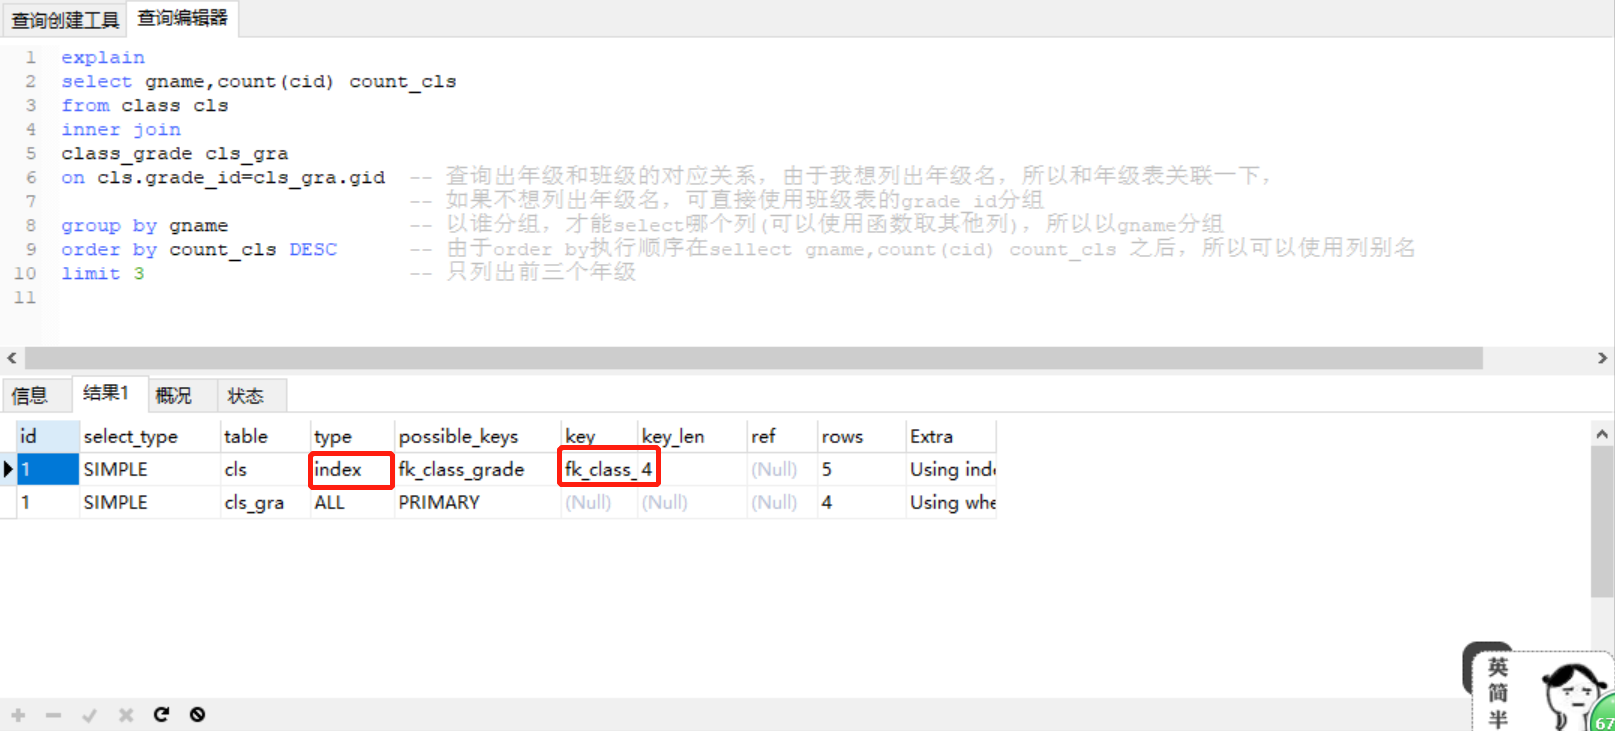 查询创建工具 查询编辑器
1 explain
2 select gname,count(cid) count_cls
3 from class cls
4 inner join
5 class_grade cls_gra
6 on cls.grade_id=cls_gra.gid -- 查询出年级和班级的对应关系，由于我想列出年级名，所以和年级表关联一下，
7 -- 如果不想列出年级名，可直接使用班级表的grade_id分组
8 group by gname -- 以谁分组，才能select哪个列(可以使用函数取其他列)，所以以gname分组
9 order by count_cls DESC -- 由于order by执行顺序在sellect gname,count(cid) count_cls 之后，所以可以使用列别名
10 limit 3 -- 只列出前三个年级
11
信息 结果1 概况 状态
id select_type table type possible_keys key key_len ref rows Extra
1 SIMPLE cls index fk_class_grade fk_class_ 4 (Null) 5 Using inde
1 SIMPLE cls_gra ALL PRIMARY (Null) (Null) (Null) 4 Using whe
英
简
半
67